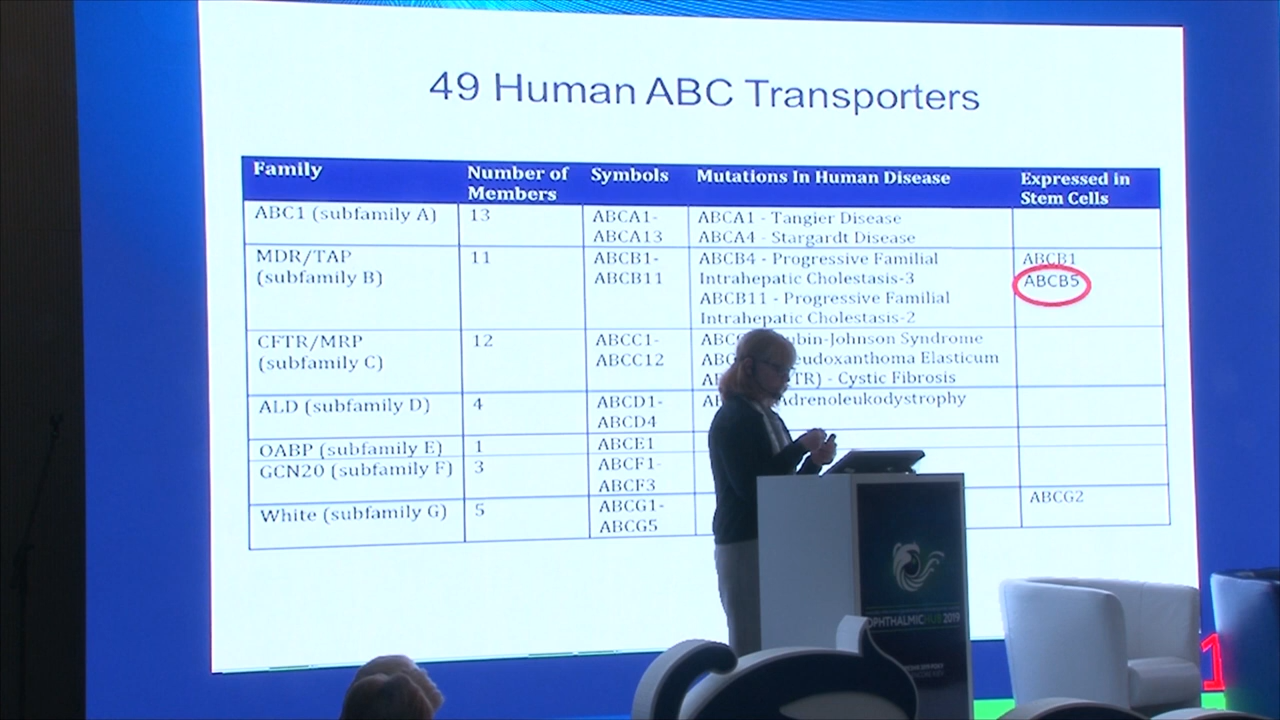 49 Human ABC Transporters
Family Number of Members Symbols Mutations In Human Disease Expressed in Stem Cells
ABC1 (subfamily A) 13 ABCA1-
ABCA13 ABCA1 - Tangier Disease
ABCA4 - Stargardt Disease
MDR/TAP
(subfamily B) 11 ABCB1-
ABCB11 ABCB4 - Progressive Familial
Intrahepatic Cholestasis-3
ABCB11 - Progressive Familial
Intrahepatic Cholestasis-2 ABCB1
ABCB5
CFTR/MRP
(subfamily C) 12 ABCC1-
ABCC12 Johnson Syndrome
Elasticum
- Cystic Fibrosis
ALD (subfamily D) 4 ABCD1-
ABCD4
OABP (subfamily E) 1 ABCE1
GCN20 (subfamily F) 3 ABCF1-
ABCF3
White (subfamily G) 5 ABCG1-
ABCG5 ABCG2
OPHTHALMICHUB 2019
1